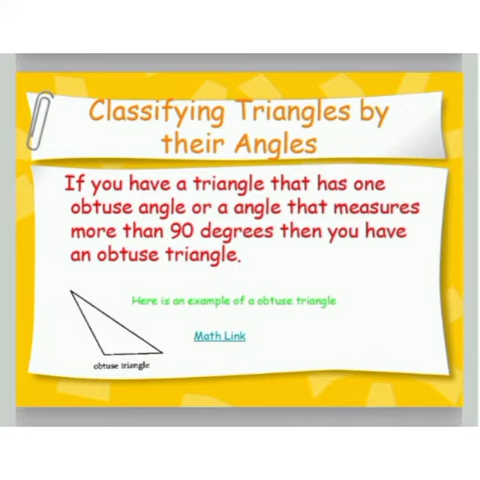 Classifying Triangles by
their Angles
If you have a triangle that has one
obtuse angle or a angle that measures
more than 90 degrees then you have
an obtuse triangle.
Here is an example of a obtuse triangle
Math Link
obtuse triangle